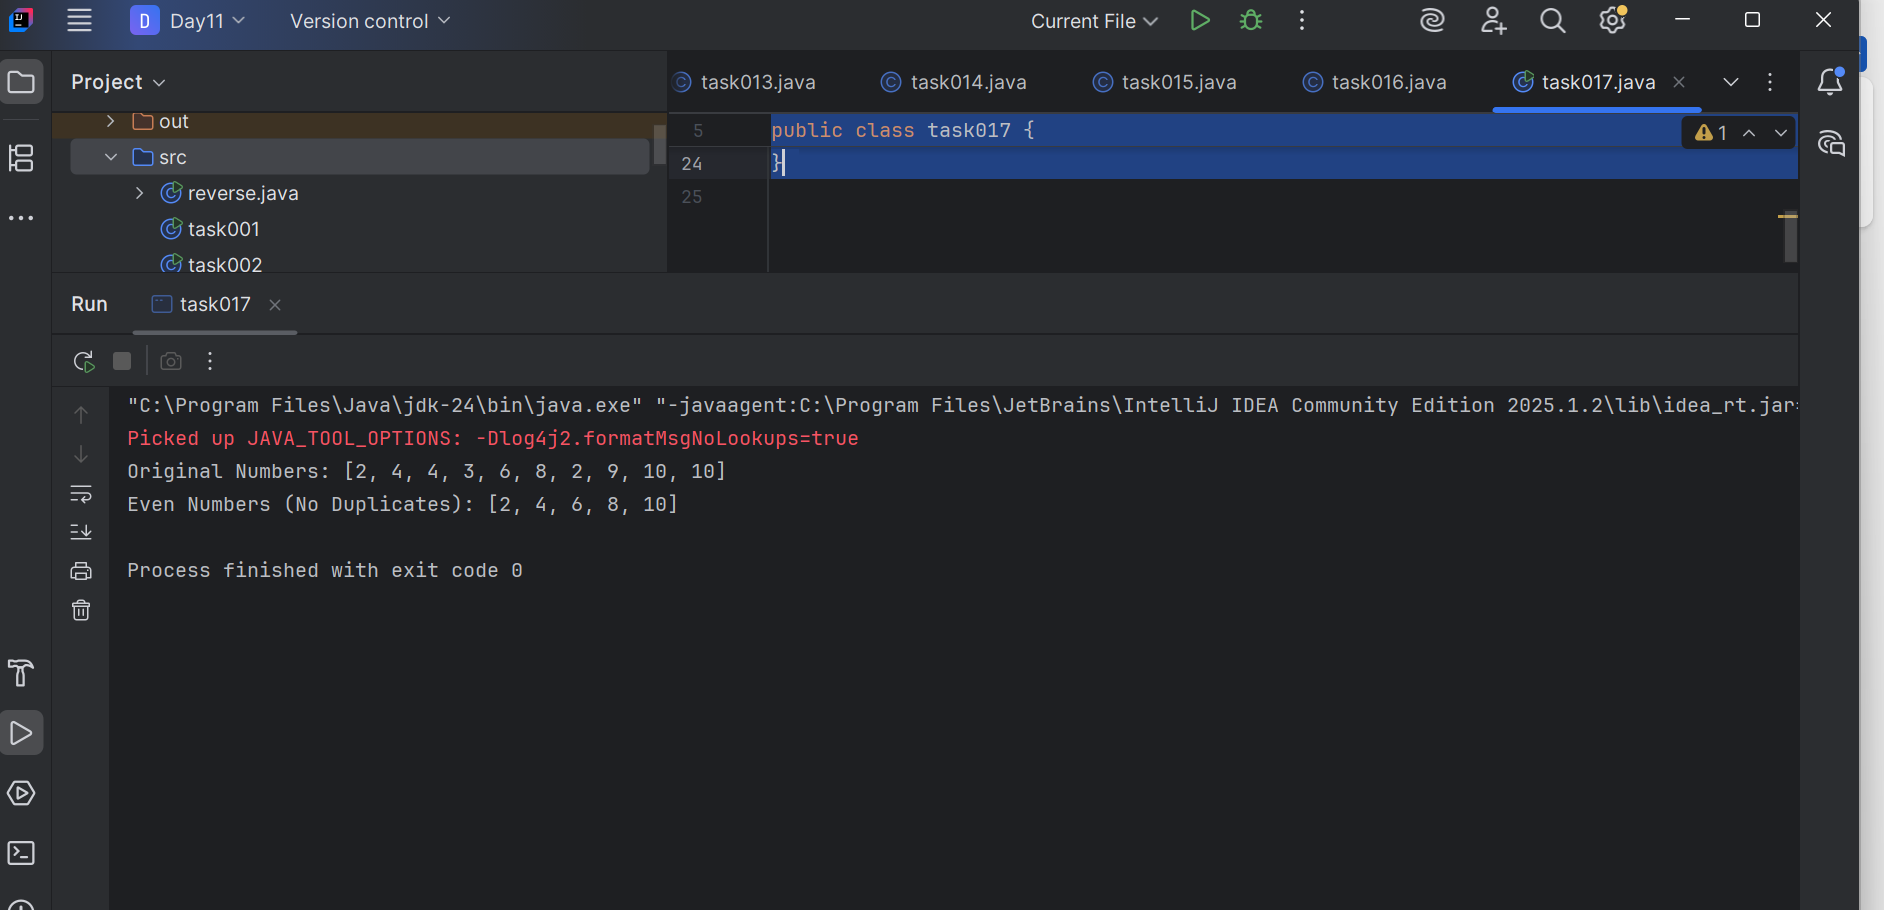 D Day11 Version control Current File
Project
task013.java task014.java task015.java task016.java task017.java
out
src
reverse.java
task001
task002
5 public class task017 {
24 }
25
1
Run task017
"C:\Program Files\Java\jdk-24\bin\java.exe" "-javaagent:C:\Program Files\JetBrains\IntelliJ IDEA Community Edition 2025.1.2\lib\idea_rt.jar=
Picked up JAVA_TOOL_OPTIONS: -Dlog4j2.formatMsgNoLookups=true
Original Numbers: [2, 4, 4, 3, 6, 8, 2, 9, 10, 10]
Even Numbers (No Duplicates): [2, 4, 6, 8, 10]
Process finished with exit code 0